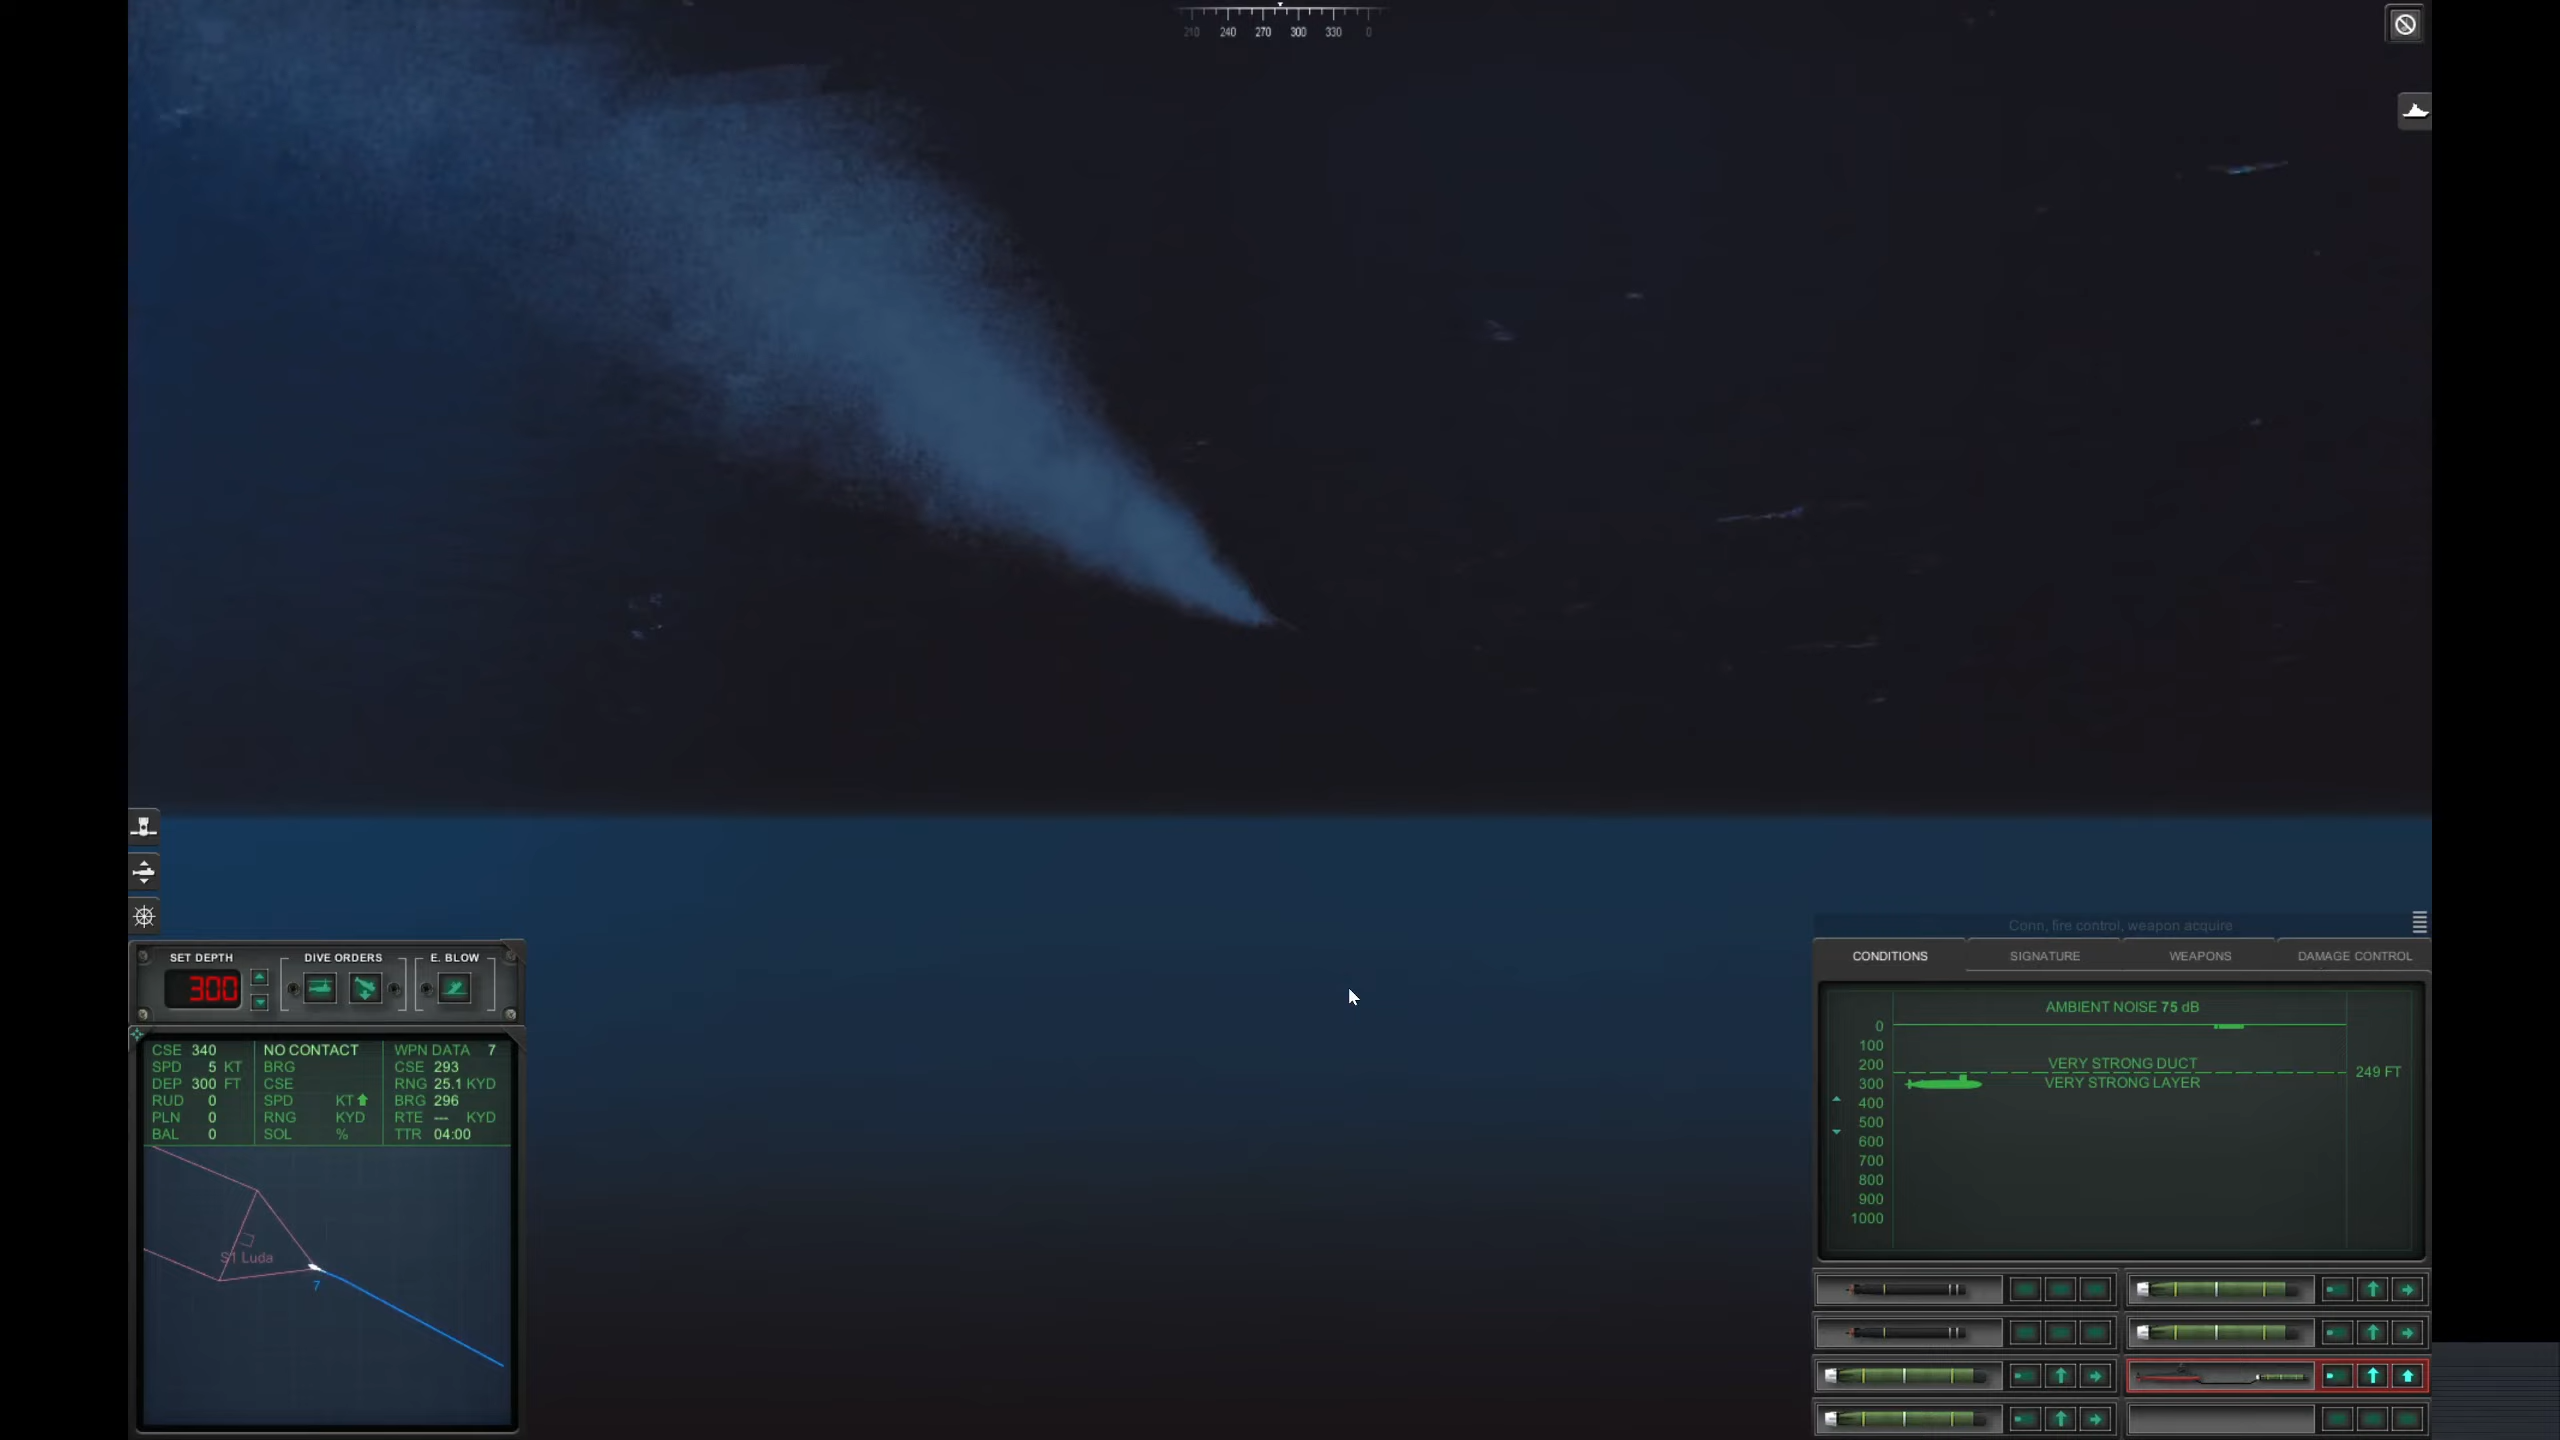 210 240 270 300 330 0
Conn, fire control, weapon acquire
SET DEPTH
300
DIVE ORDERS
E. BLOW
CSE 340
SPD 5 KT
DEP 300 FT
RUD 0
PLN 0
BAL 0
NO CONTACT
BRG
CSE
SPD KT
RNG KYD
SOL %
WPN DATA 7
CSE 293
RNG 25.1 KYD
BRG 296
RTE --- KYD
TTR 04:00
S1 Luda
7
CONDITIONS
SIGNATURE
WEAPONS
DAMAGE CONTROL
AMBIENT NOISE 75 dB
0
100
200
300
400
500
600
700
800
900
1000
VERY STRONG DUCT
VERY STRONG LAYER
249 FT